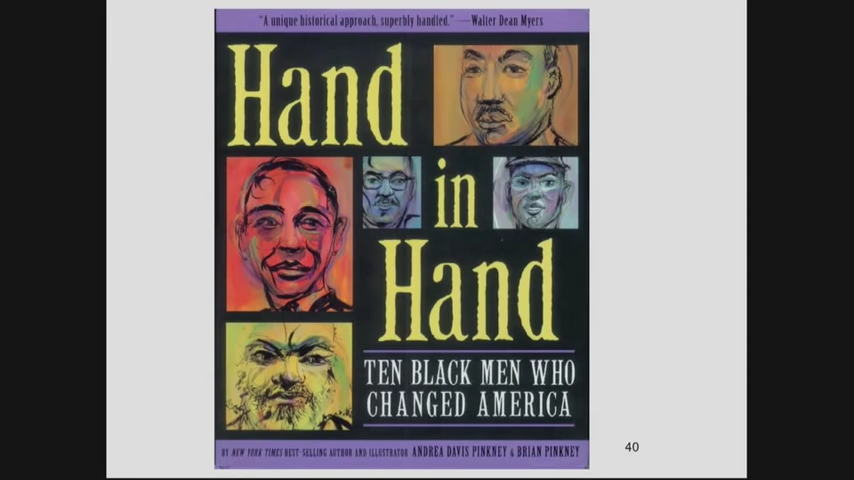 "A unique historical approach, superbly handled." —Walter Dean Myers
Hand
in
Hand
TEN BLACK MEN WHO
CHANGED AMERICA
BY NEW YORK TIMES BEST-SELLING AUTHOR AND ILLUSTRATOR ANDREA DAVIS PINKNEY & BRIAN PINKNEY
40